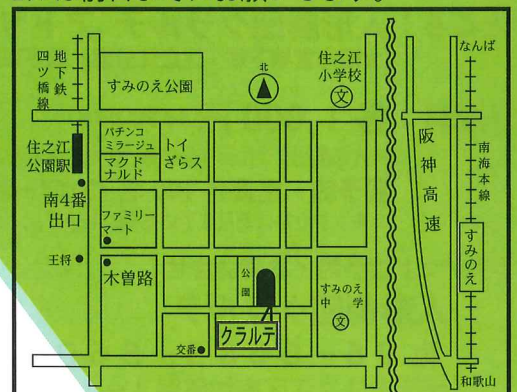 地下鉄
四ツ橋線
すみのえ公園
北
住之江
小学校
文
なんば
住之江
公園駅
パチンコ
ミラージュ
マクド
ナルド
トイ
ざらス
阪神高速
南海本線
南4番
出口
ファミリー
マート
王将
木曽路
公園
すみのえ
中学
文
すみのえ
クラルテ
交番
和歌山